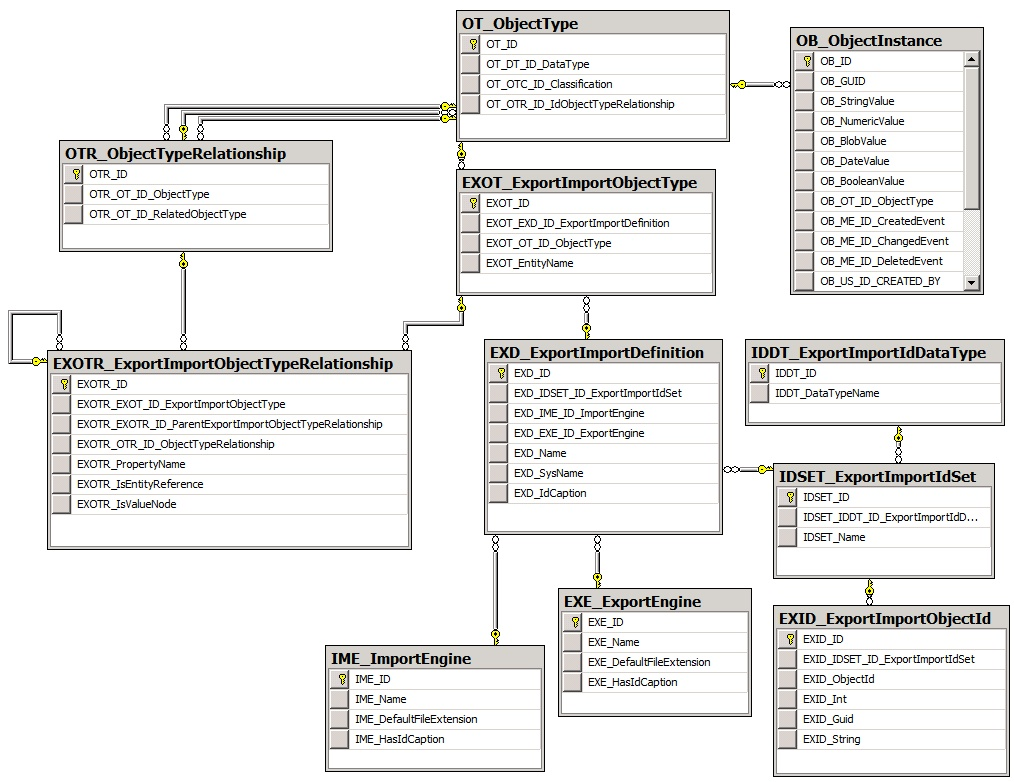 OT_ObjectType
OT_ID
OT_DT_ID_DataType
OT_OTC_ID_Classification
OT_OTR_ID_IdObjectTypeRelationship
OB_ObjectInstance
OB_ID
OB_GUID
OB_StringValue
OB_NumericValue
OB_BlobValue
OB_DateValue
OB_BooleanValue
OB_OT_ID_ObjectType
OB_ME_ID_CreatedEvent
OB_ME_ID_ChangedEvent
OB_ME_ID_DeletedEvent
OB_US_ID_CREATED_BY
OTR_ObjectTypeRelationship
OTR_ID
OTR_OT_ID_ObjectType
OTR_OT_ID_RelatedObjectType
EXOT_ExportImportObjectType
EXOT_ID
EXOT_EXD_ID_ExportImportDefinition
EXOT_OT_ID_ObjectType
EXOT_EntityName
EXOTR_ExportImportObjectTypeRelationship
EXOTR_ID
EXOTR_EXOT_ID_ExportImportObjectType
EXOTR_EXOTR_ID_ParentExportImportObjectTypeRelationship
EXOTR_OTR_ID_ObjectTypeRelationship
EXOTR_PropertyName
EXOTR_IsEntityReference
EXOTR_IsValueNode
EXD_ExportImportDefinition
EXD_ID
EXD_IDSET_ID_ExportImportIdSet
EXD_IME_ID_ImportEngine
EXD_EXE_ID_ExportEngine
EXD_Name
EXD_SysName
EXD_IdCaption
IDDT_ExportImportIdDataType
IDDT_ID
IDDT_DataTypeName
IDSET_ExportImportIdSet
IDSET_ID
IDSET_IDDT_ID_ExportImportIdD...
IDSET_Name
EXE_ExportEngine
EXE_ID
EXE_Name
EXE_DefaultFileExtension
EXE_HasIdCaption
EXID_ExportImportObjectId
EXID_ID
EXID_IDSET_ID_ExportImportIdSet
EXID_ObjectId
EXID_Int
EXID_Guid
EXID_String
IME_ImportEngine
IME_ID
IME_Name
IME_DefaultFileExtension
IME_HasIdCaption